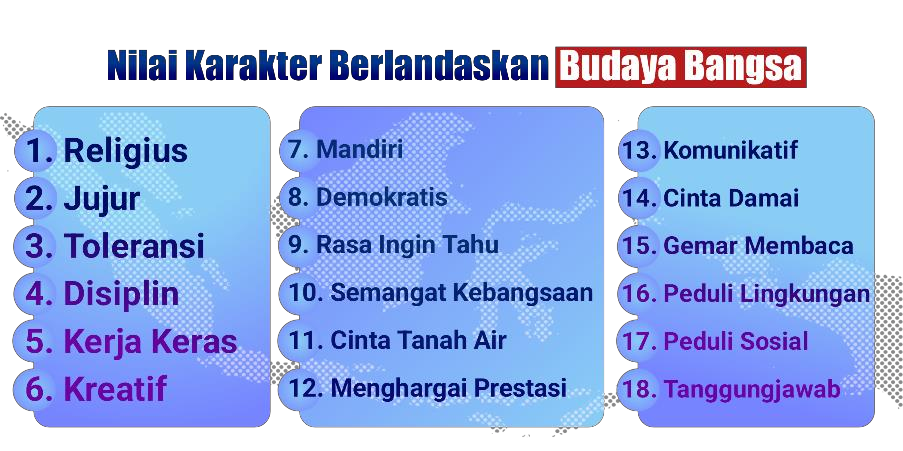 Nilai Karakter Berlandaskan Budaya Bangsa
1. Religius
2. Jujur
3. Toleransi
4. Disiplin
5. Kerja Keras
6. Kreatif
7. Mandiri
8. Demokratis
9. Rasa Ingin Tahu
10. Semangat Kebangsaan
11. Cinta Tanah Air
12. Menghargai Prestasi
13. Komunikatif
14. Cinta Damai
15. Gemar Membaca
16. Peduli Lingkungan
17. Peduli Sosial
18. Tanggungjawab